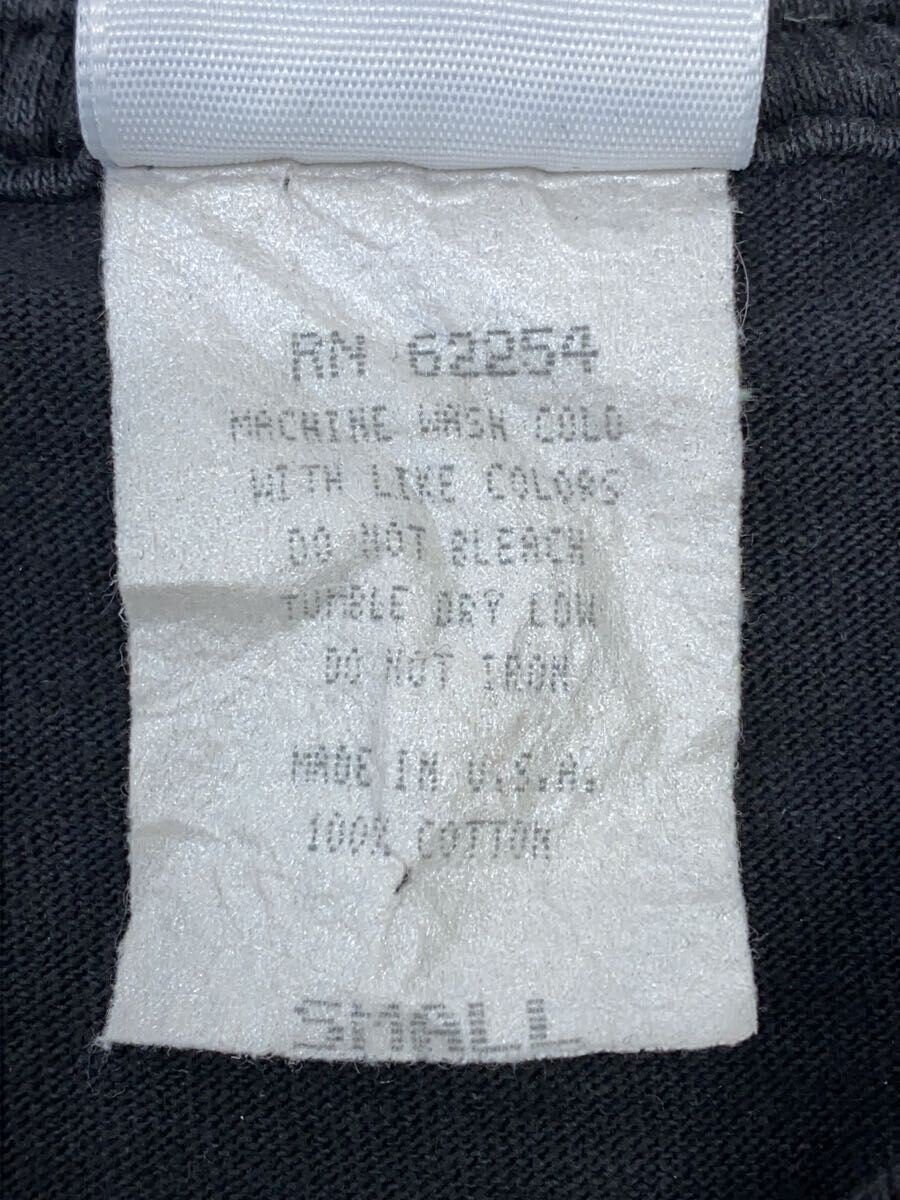 RN 62254
MACHINE WASH COLD
WITH LIKE COLORS
DO NOT BLEACH
TUMBLE DRY LOW
DO NOT IRON
MADE IN U.S.A.
100% COTTON
SMALL